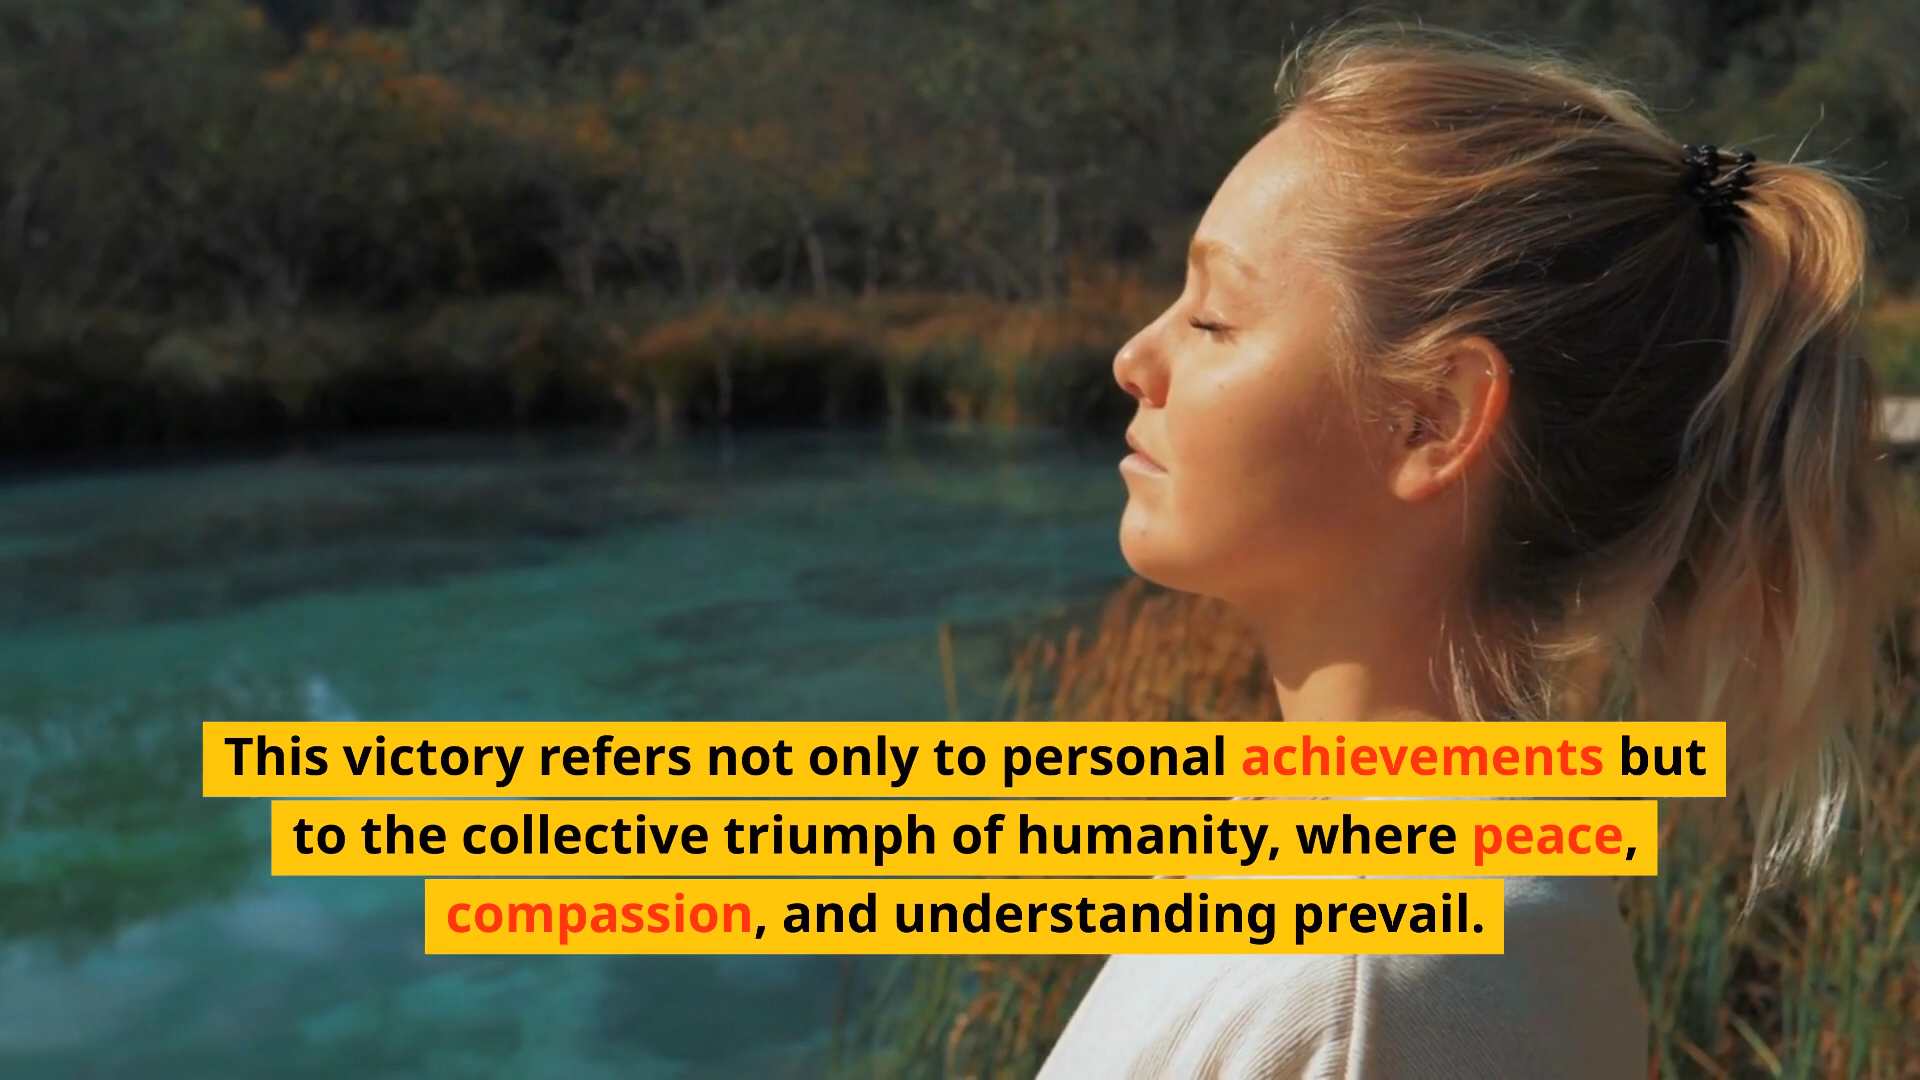 This victory refers not only to personal achievements but
to the collective triumph of humanity, where peace,
compassion, and understanding prevail.